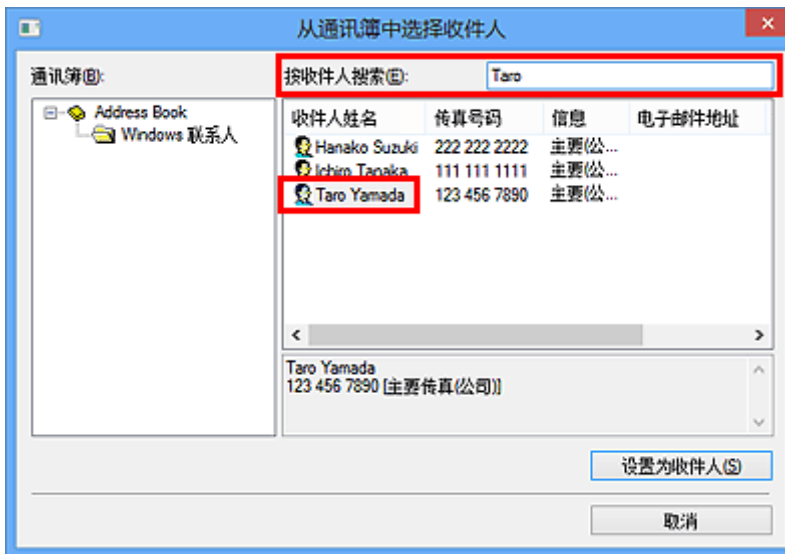 从通讯簿中选择收件人
通讯簿(B):
按收件人搜索(E): Taro
Address Book
Windows 联系人
收件人姓名 传真号码 信息 电子邮件地址
Hanako Suzuki 222 222 2222 主要(公...
Ichiro Tanaka 111 111 1111 主要(公...
Taro Yamada 123 456 7890 主要(公...
Taro Yamada
123 456 7890 [主要传真(公司)]
设置为收件人(S)
取消